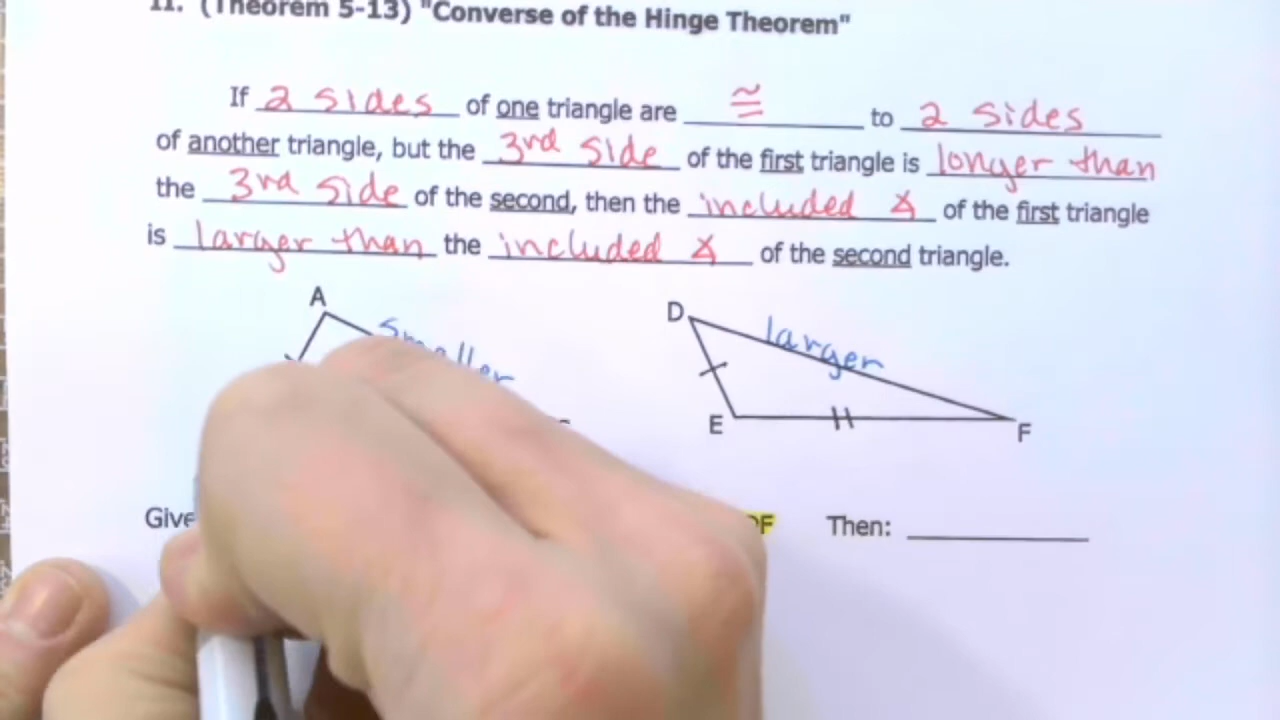 II. (Theorem 5-13) "Converse of the Hinge Theorem"
If 2 sides of one triangle are ≅ to 2 sides
of another triangle, but the 3rd side of the first triangle is longer than
the 3rd side of the second, then the included ∡ of the first triangle
is larger than the included ∡ of the second triangle.
A
smaller
D
larger
E
F
Then: